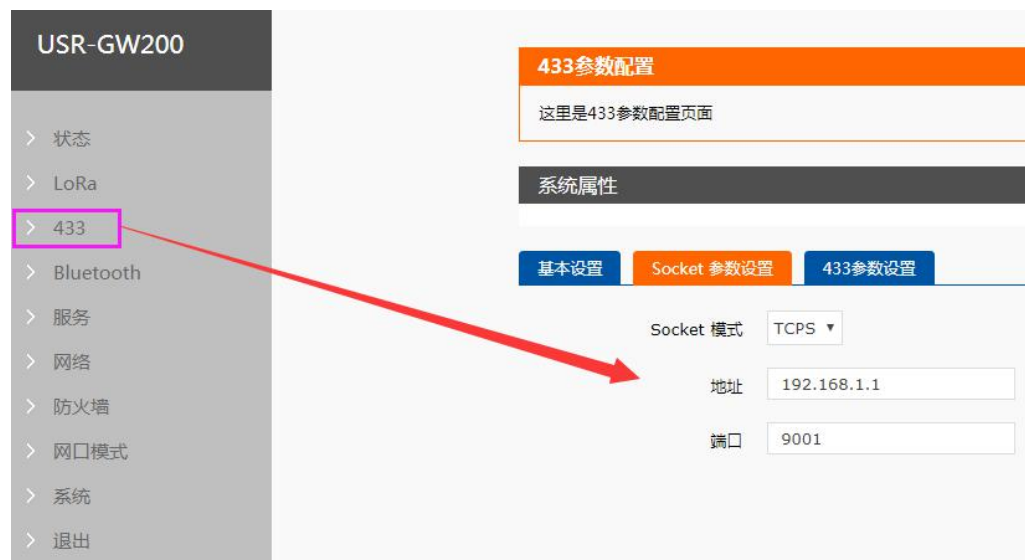 USR-GW200
状态
LoRa
433
Bluetooth
服务
网络
防火墙
网口模式
系统
退出
433参数配置
这里是433参数配置页面
系统属性
基本设置 Socket 参数设置 433参数设置
Socket 模式 TCPS
地址 192.168.1.1
端口 9001